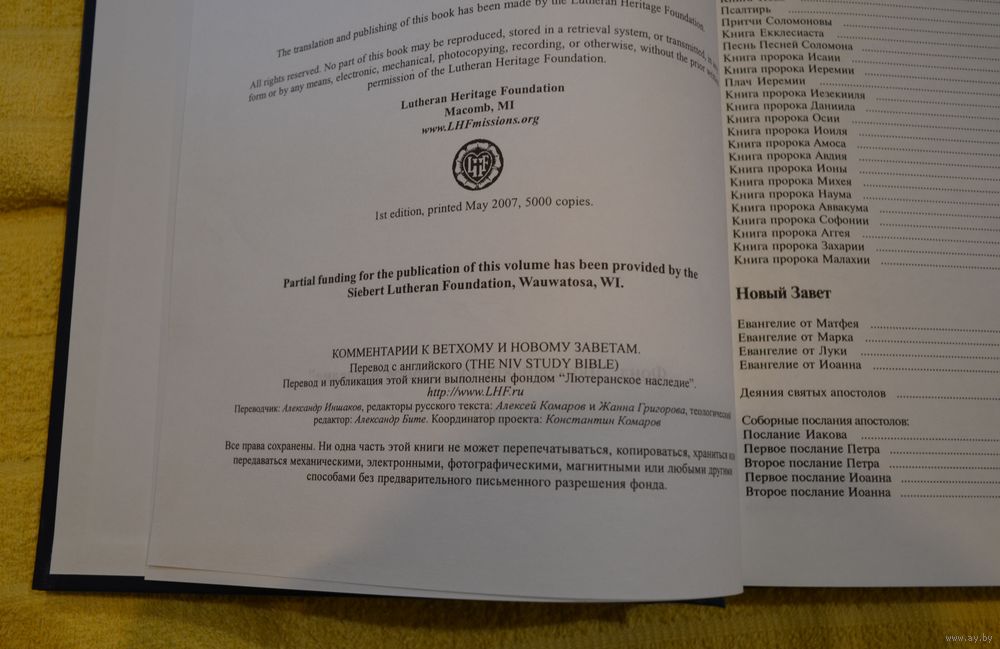 The translation and publishing of this book has been made by the Lutheran Heritage Foundation.
All rights reserved. No part of this book may be reproduced, stored in a retrieval system, or transmitted, in any
form or by any means, electronic, mechanical, photocopying, recording, or otherwise, without the prior
permission of the Lutheran Heritage Foundation.
Lutheran Heritage Foundation
Macomb, MI
www.LHFmissions.org
LHF
1st edition, printed May 2007, 5000 copies.
Partial funding for the publication of this volume has been provided by the
Siebert Lutheran Foundation, Wauwatosa, WI.
КОММЕНТАРИИ К ВЕТХОМУ И НОВОМУ ЗАВЕТАМ.
Перевод с английского (THE NIV STUDY BIBLE)
Перевод и публикация этой книги выполнены фондом "Лютеранское наследие".
http://www.LHF.ru
Переводчик: Александр Иншаков, редакторы русского текста: Алексей Комаров и Жанна Григорова, теологический
редактор: Александр Бите. Координатор проекта: Константин Комаров
Все права сохранены. Ни одна часть этой книги не может перепечатываться, копироваться, храниться или
передаваться механическими, электронными, фотографическими, магнитными или любыми другими
способами без предварительного письменного разрешения фонда.
Псалтирь
Притчи Соломоновы
Книга Екклесиаста
Песнь Песней Соломона
Книга пророка Исаии
Книга пророка Иеремии
Плач Иеремии
Книга пророка Иезекииля
Книга пророка Даниила
Книга пророка Осии
Книга пророка Иоиля
Книга пророка Амоса
Книга пророка Авдия
Книга пророка Ионы
Книга пророка Михея
Книга пророка Наума
Книга пророка Аввакума
Книга пророка Софонии
Книга пророка Аггея
Книга пророка Захарии
Книга пророка Малахии
Новый Завет
Евангелие от Матфея
Евангелие от Марка
Евангелие от Луки
Евангелие от Иоанна
Деяния святых апостолов
Соборные послания апостолов:
Послание Иакова
Первое послание Петра
Второе послание Петра
Первое послание Иоанна
Второе послание Иоанна
www.ay.by